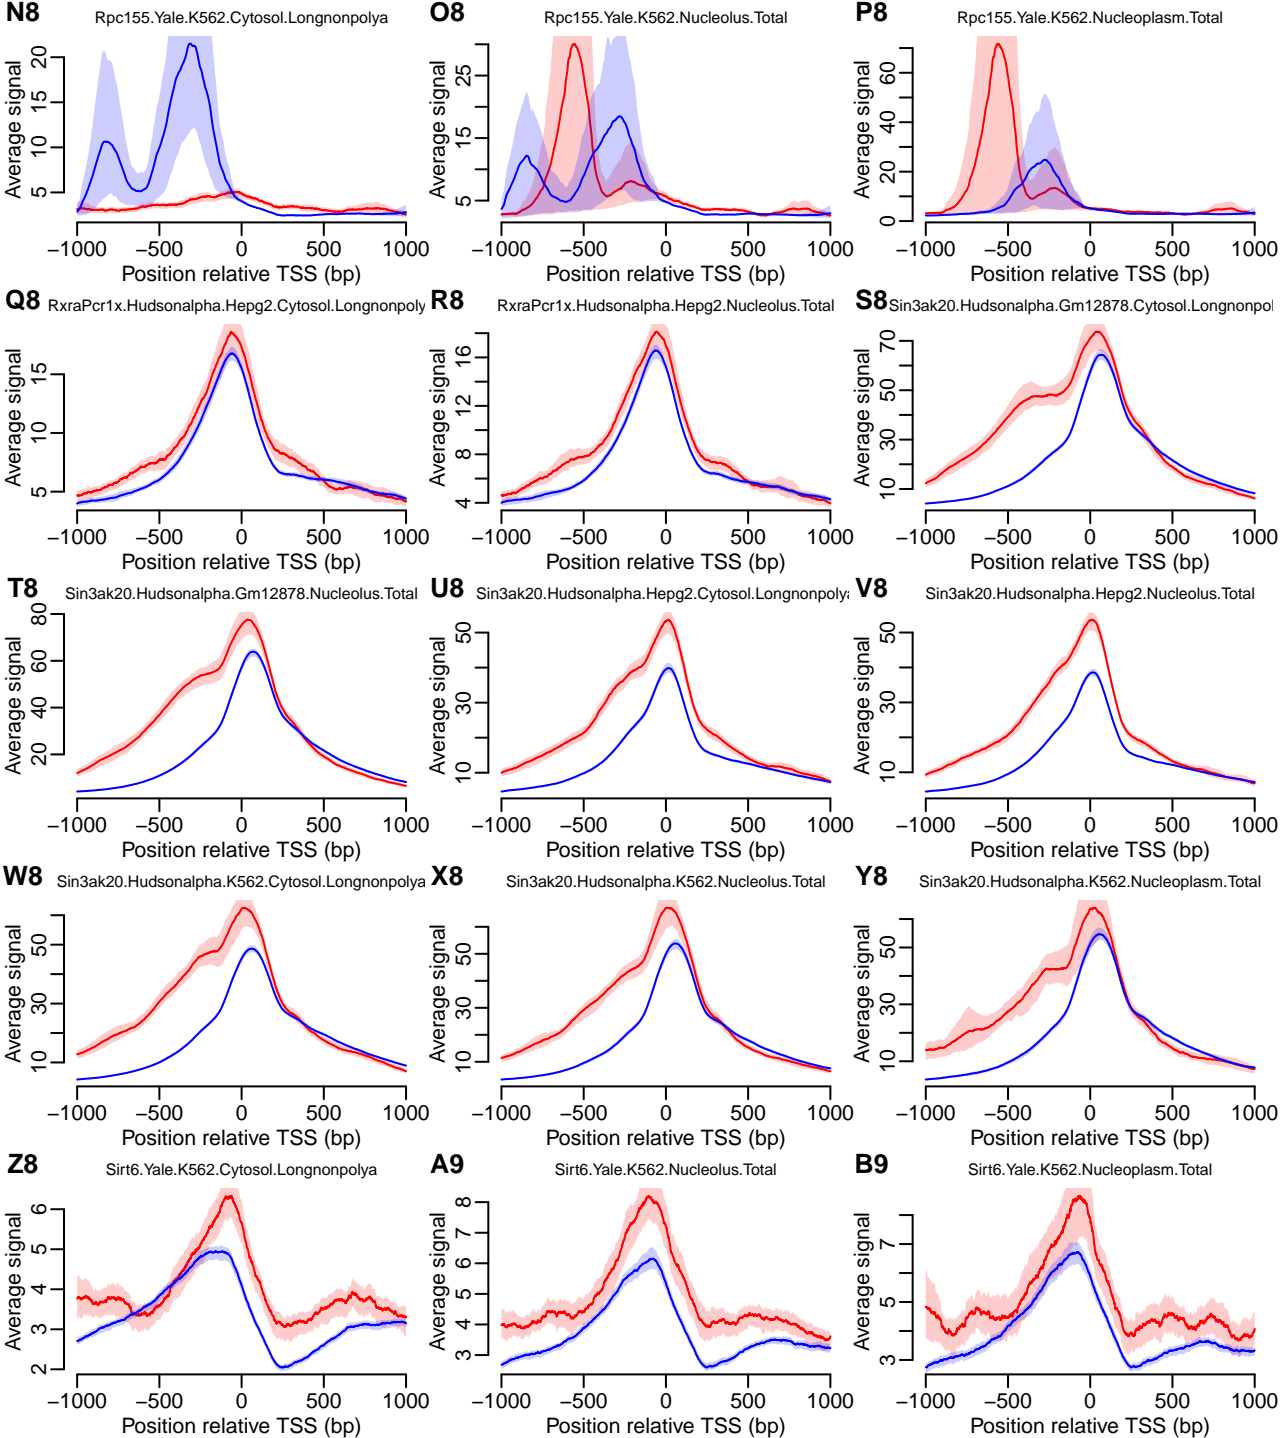 N8 Rpc155.Yale.K562.Cytosol.Longnonpolya
Average signal
5 10 15 20
−1000 −500 0 500 1000
Position relative TSS (bp)
O8 Rpc155.Yale.K562.Nucleolus.Total
Average signal
5 15 25
−1000 −500 0 500 1000
Position relative TSS (bp)
P8 Rpc155.Yale.K562.Nucleoplasm.Total
Average signal
0 20 40 60
−1000 −500 0 500 1000
Position relative TSS (bp)
Q8 RxraPcr1x.Hudsonalpha.Hepg2.Cytosol.Longnonpoly
Average signal
5 10 15
−1000 −500 0 500 1000
Position relative TSS (bp)
R8 RxraPcr1x.Hudsonalpha.Hepg2.Nucleolus.Total
Average signal
4 8 12 16
−1000 −500 0 500 1000
Position relative TSS (bp)
S8 Sin3ak20.Hudsonalpha.Gm12878.Cytosol.Longnonpol
Average signal
10 30 50 70
−1000 −500 0 500 1000
Position relative TSS (bp)
T8 Sin3ak20.Hudsonalpha.Gm12878.Nucleolus.Total
Average signal
20 40 60 80
−1000 −500 0 500 1000
Position relative TSS (bp)
U8 Sin3ak20.Hudsonalpha.Hepg2.Cytosol.Longnonpolya
Average signal
10 30 50
−1000 −500 0 500 1000
Position relative TSS (bp)
V8 Sin3ak20.Hudsonalpha.Hepg2.Nucleolus.Total
Average signal
10 30 50
−1000 −500 0 500 1000
Position relative TSS (bp)
W8 Sin3ak20.Hudsonalpha.K562.Cytosol.Longnonpolya
Average signal
10 30 50
−1000 −500 0 500 1000
Position relative TSS (bp)
X8 Sin3ak20.Hudsonalpha.K562.Nucleolus.Total
Average signal
10 30 50
−1000 −500 0 500 1000
Position relative TSS (bp)
Y8 Sin3ak20.Hudsonalpha.K562.Nucleoplasm.Total
Average signal
10 30 50
−1000 −500 0 500 1000
Position relative TSS (bp)
Z8 Sirt6.Yale.K562.Cytosol.Longnonpolya
Average signal
2 3 4 5 6
−1000 −500 0 500 1000
Position relative TSS (bp)
A9 Sirt6.Yale.K562.Nucleolus.Total
Average signal
3 4 5 6 7 8
−1000 −500 0 500 1000
Position relative TSS (bp)
B9 Sirt6.Yale.K562.Nucleoplasm.Total
Average signal
3 5 7
−1000 −500 0 500 1000
Position relative TSS (bp)